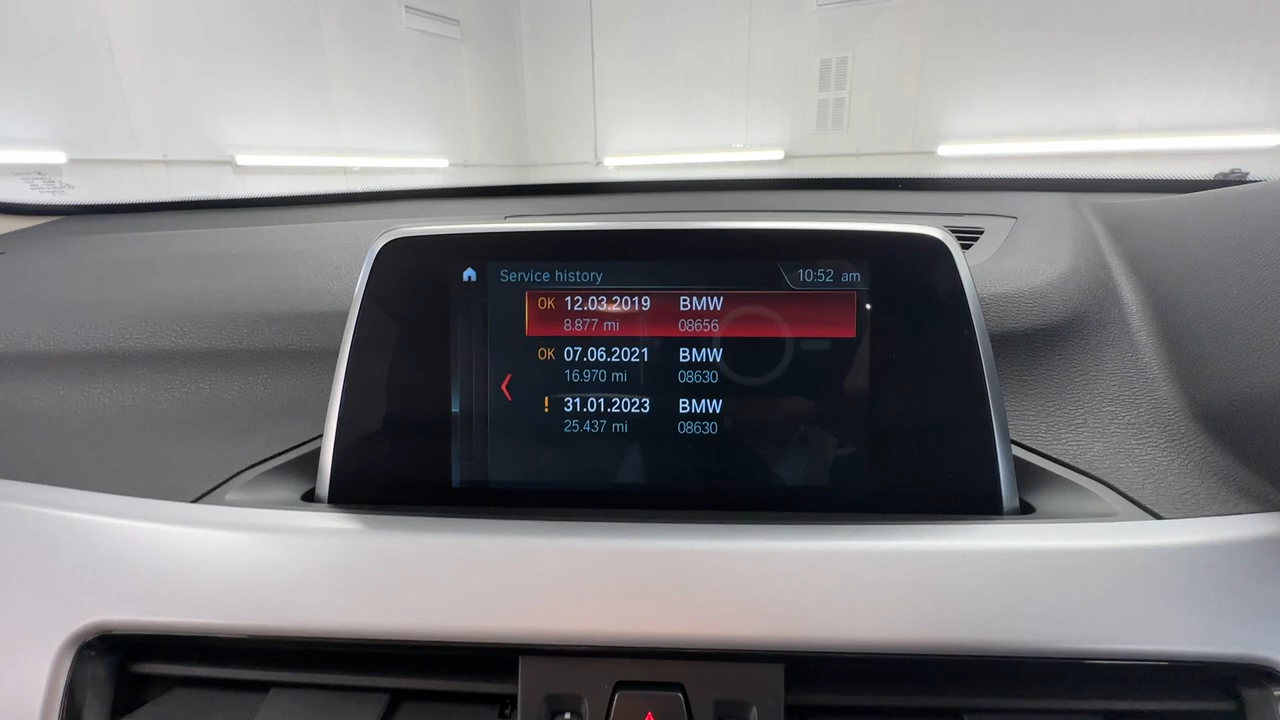 Service history
10:52 am
OK 12.03.2019 BMW
8.877 mi 08656
OK 07.06.2021 BMW
16.970 mi 08630
! 31.01.2023 BMW
25.437 mi 08630